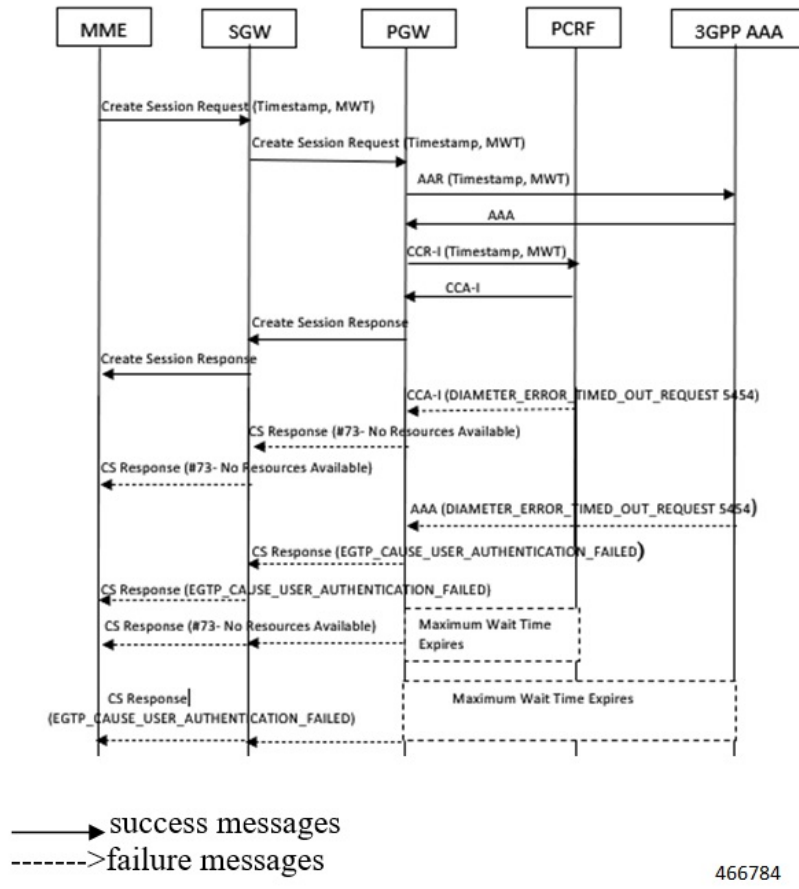 MME
SGW
PGW
PCRF
3GPP AAA
Create Session Request (Timestamp, MWT)
Create Session Request (Timestamp, MWT)
AAR (Timestamp, MWT)
AAA
CCR-I (Timestamp, MWT)
CCA-I
Create Session Response
Create Session Response
CCA-I (DIAMETER_ERROR_TIMED_OUT_REQUEST 5454)
CS Response (#73- No Resources Available)
CS Response (#73- No Resources Available)
AAA (DIAMETER_ERROR_TIMED_OUT_REQUEST 5454)
CS Response (EGTP_CAUSE_USER_AUTHENTICATION_FAILED)
CS Response (EGTP_CAUSE_USER_AUTHENTICATION_FAILED)
CS Response (#73- No Resources Available)
Maximum Wait Time
Expires
CS Response
(EGTP_CAUSE_USER_AUTHENTICATION_FAILED)
Maximum Wait Time Expires
success messages
failure messages
466784